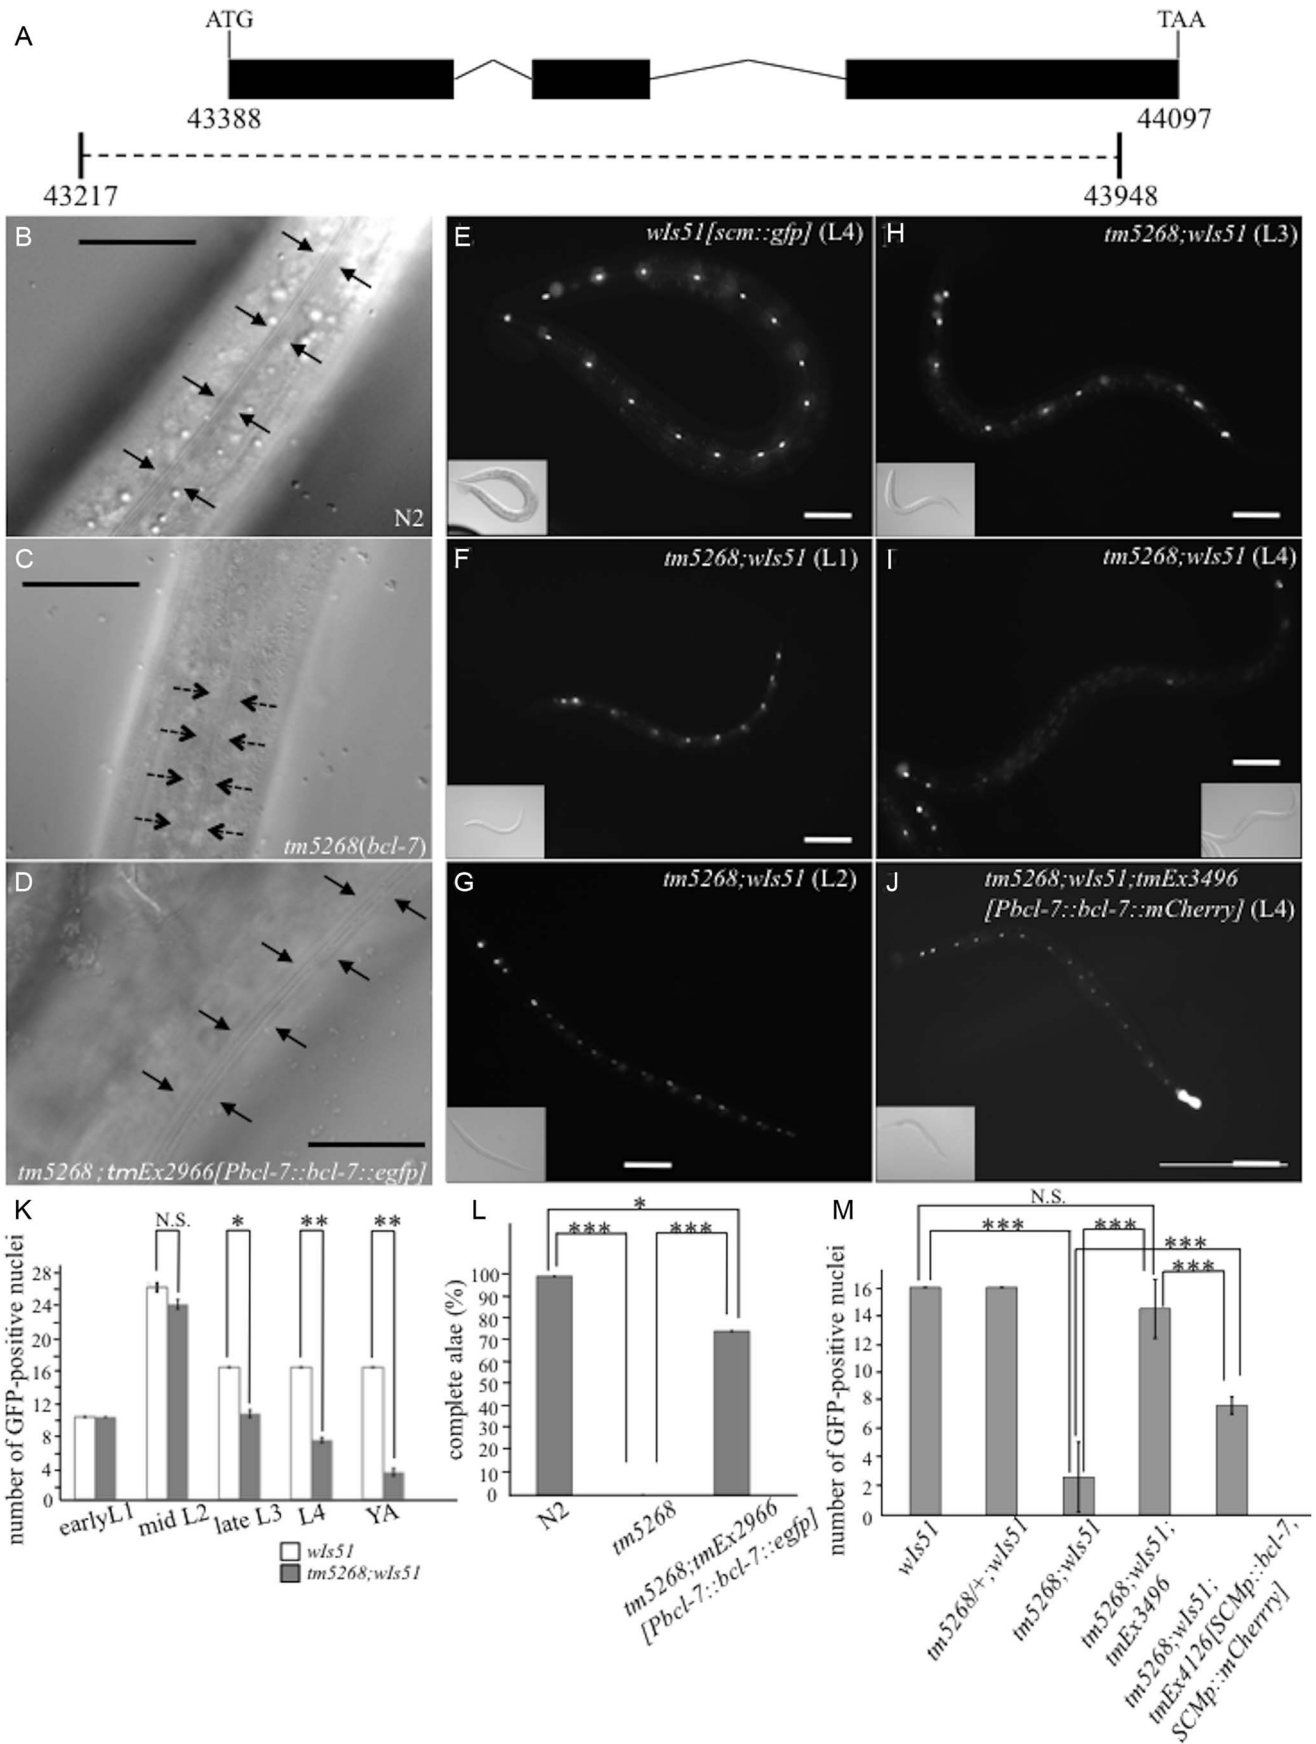 A
ATG
TAA
43388
44097
43217
43948
B
N2
C
tm5268(bcl-7)
D
tm5268 ; tmEx2966[Pbcl-7::bcl-7::egfp]
E
wIs51[scm::gfp] (L4)
F
tm5268;wIs51 (L1)
G
tm5268;wIs51 (L2)
H
tm5268;wIs51 (L3)
I
tm5268;wIs51 (L4)
J
tm5268;wIs51;tmEx3496
[Pbcl-7::bcl-7::mCherry] (L4)
K
number of GFP-positive nuclei
28
24
20
16
12
8
4
0
N.S.
*
**
**
earlyL1
mid L2
late L3
L4
YA
wIs51
tm5268;wIs51
L
complete alae (%)
100
90
80
70
60
50
40
30
20
10
0
*
***
***
N2
tm5268
tm5268;tmEx2966
[Pbcl-7::bcl-7::egfp]
M
number of GFP-positive nuclei
16
14
12
10
8
6
4
2
0
N.S.
***
***
***
***
wIs51
tm5268/+;wIs51
tm5268;wIs51
tm5268;wIs51;
tmEx3496
tm5268;wIs51;
tmEx4126[SCMp::bcl-7,
SCMp::mCherrry]